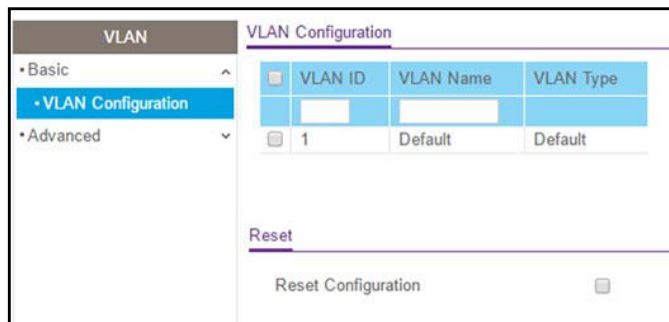 VLAN
• Basic
• VLAN Configuration
• Advanced
VLAN Configuration
VLAN ID VLAN Name VLAN Type
1 Default Default
Reset
Reset Configuration